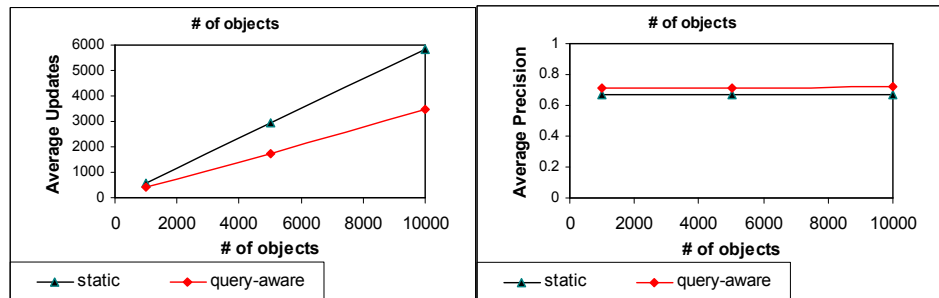 # of objects
6000
5000
4000
3000
2000
1000
0
Average Updates
0 2000 4000 6000 8000 10000
# of objects
static query-aware
# of objects
1
0.8
0.6
0.4
0.2
0
Average Precision
0 2000 4000 6000 8000 10000
# of objects
static query-aware